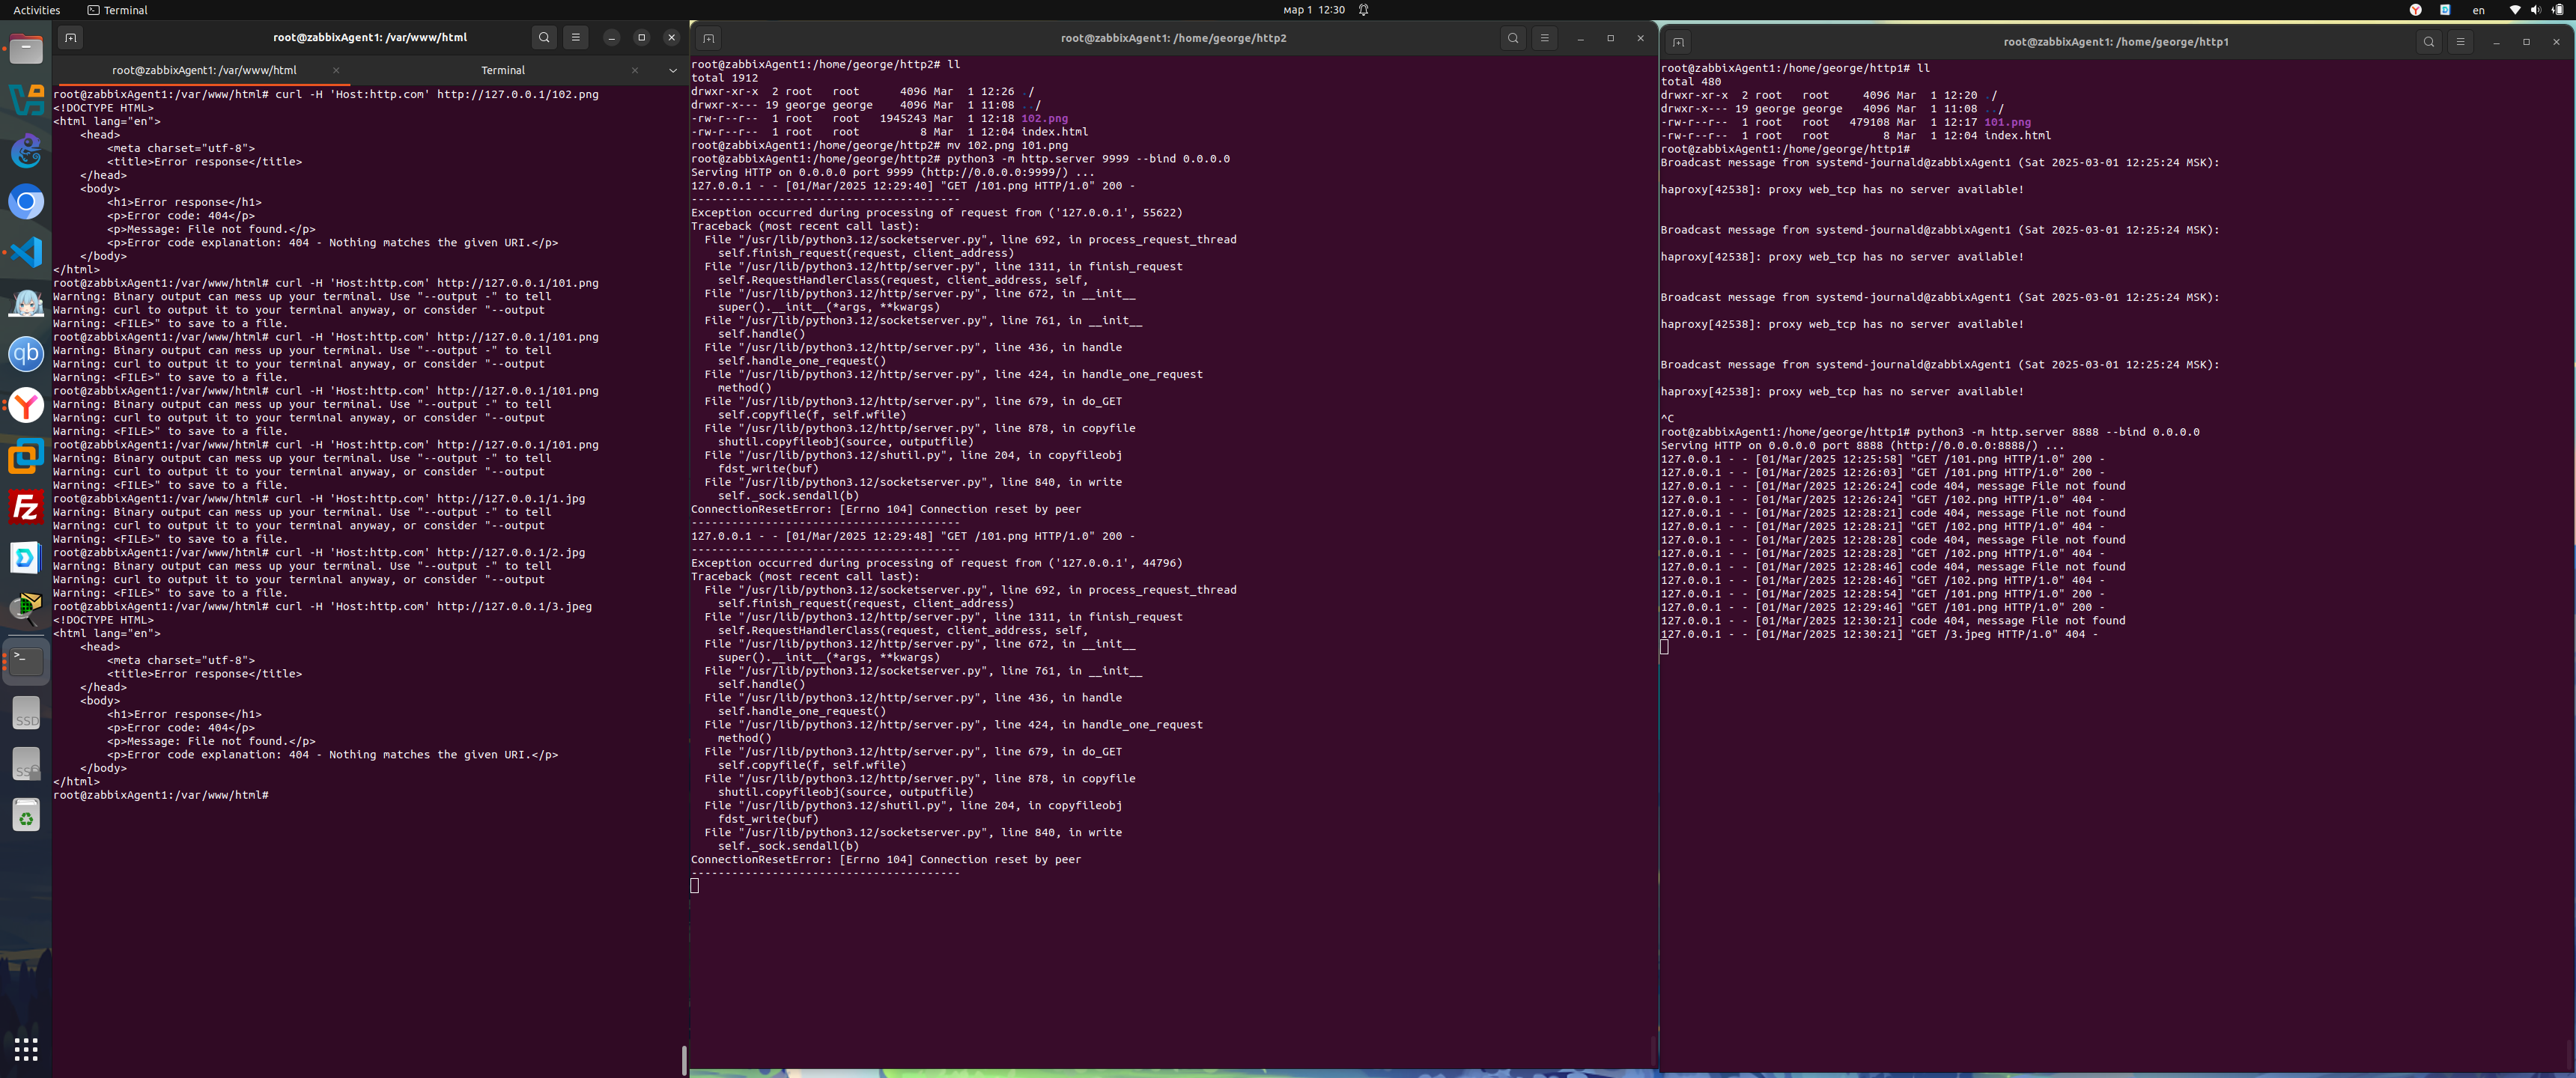 Activities
Terminal
мар 1 12:30
en
root@zabbixAgent1: /var/www/html
root@zabbixAgent1: /var/www/html
Terminal
root@zabbixAgent1:/var/www/html# curl -H 'Host:http.com' http://127.0.0.1/102.png
<!DOCTYPE HTML>
<html lang="en">
    <head>
        <meta charset="utf-8">
        <title>Error response</title>
    </head>
    <body>
        <h1>Error response</h1>
        <p>Error code: 404</p>
        <p>Message: File not found.</p>
        <p>Error code explanation: 404 - Nothing matches the given URI.</p>
    </body>
</html>
root@zabbixAgent1:/var/www/html# curl -H 'Host:http.com' http://127.0.0.1/101.png
Warning: Binary output can mess up your terminal. Use "--output -" to tell
Warning: curl to output it to your terminal anyway, or consider "--output
Warning: <FILE>" to save to a file.
root@zabbixAgent1:/var/www/html# curl -H 'Host:http.com' http://127.0.0.1/101.png
Warning: Binary output can mess up your terminal. Use "--output -" to tell
Warning: curl to output it to your terminal anyway, or consider "--output
Warning: <FILE>" to save to a file.
root@zabbixAgent1:/var/www/html# curl -H 'Host:http.com' http://127.0.0.1/101.png
Warning: Binary output can mess up your terminal. Use "--output -" to tell
Warning: curl to output it to your terminal anyway, or consider "--output
Warning: <FILE>" to save to a file.
root@zabbixAgent1:/var/www/html# curl -H 'Host:http.com' http://127.0.0.1/101.png
Warning: Binary output can mess up your terminal. Use "--output -" to tell
Warning: curl to output it to your terminal anyway, or consider "--output
Warning: <FILE>" to save to a file.
root@zabbixAgent1:/var/www/html# curl -H 'Host:http.com' http://127.0.0.1/1.jpg
Warning: Binary output can mess up your terminal. Use "--output -" to tell
Warning: curl to output it to your terminal anyway, or consider "--output
Warning: <FILE>" to save to a file.
root@zabbixAgent1:/var/www/html# curl -H 'Host:http.com' http://127.0.0.1/2.jpg
Warning: Binary output can mess up your terminal. Use "--output -" to tell
Warning: curl to output it to your terminal anyway, or consider "--output
Warning: <FILE>" to save to a file.
root@zabbixAgent1:/var/www/html# curl -H 'Host:http.com' http://127.0.0.1/3.jpeg
<!DOCTYPE HTML>
<html lang="en">
    <head>
        <meta charset="utf-8">
        <title>Error response</title>
    </head>
    <body>
        <h1>Error response</h1>
        <p>Error code: 404</p>
        <p>Message: File not found.</p>
        <p>Error code explanation: 404 - Nothing matches the given URI.</p>
    </body>
</html>
root@zabbixAgent1:/var/www/html#
root@zabbixAgent1: /home/george/http2
root@zabbixAgent1:/home/george/http2# ll
total 1912
drwxr-xr-x  2 root   root      4096 Mar  1 12:26 ./
drwxr-x--- 19 george george    4096 Mar  1 11:08 ../
-rw-r--r--  1 root   root   1945243 Mar  1 12:18 102.png
-rw-r--r--  1 root   root         8 Mar  1 12:04 index.html
root@zabbixAgent1:/home/george/http2# mv 102.png 101.png
root@zabbixAgent1:/home/george/http2# python3 -m http.server 9999 --bind 0.0.0.0
Serving HTTP on 0.0.0.0 port 9999 (http://0.0.0.0:9999/) ...
127.0.0.1 - - [01/Mar/2025 12:29:40] "GET /101.png HTTP/1.0" 200 -
----------------------------------------
Exception occurred during processing of request from ('127.0.0.1', 55622)
Traceback (most recent call last):
  File "/usr/lib/python3.12/socketserver.py", line 692, in process_request_thread
    self.finish_request(request, client_address)
  File "/usr/lib/python3.12/http/server.py", line 1311, in finish_request
    self.RequestHandlerClass(request, client_address, self,
  File "/usr/lib/python3.12/http/server.py", line 672, in __init__
    super().__init__(*args, **kwargs)
  File "/usr/lib/python3.12/socketserver.py", line 761, in __init__
    self.handle()
  File "/usr/lib/python3.12/http/server.py", line 436, in handle
    self.handle_one_request()
  File "/usr/lib/python3.12/http/server.py", line 424, in handle_one_request
    method()
  File "/usr/lib/python3.12/http/server.py", line 679, in do_GET
    self.copyfile(f, self.wfile)
  File "/usr/lib/python3.12/http/server.py", line 878, in copyfile
    shutil.copyfileobj(source, outputfile)
  File "/usr/lib/python3.12/shutil.py", line 204, in copyfileobj
    fdst_write(buf)
  File "/usr/lib/python3.12/socketserver.py", line 840, in write
    self._sock.sendall(b)
ConnectionResetError: [Errno 104] Connection reset by peer
----------------------------------------
127.0.0.1 - - [01/Mar/2025 12:29:48] "GET /101.png HTTP/1.0" 200 -
----------------------------------------
Exception occurred during processing of request from ('127.0.0.1', 44796)
Traceback (most recent call last):
  File "/usr/lib/python3.12/socketserver.py", line 692, in process_request_thread
    self.finish_request(request, client_address)
  File "/usr/lib/python3.12/http/server.py", line 1311, in finish_request
    self.RequestHandlerClass(request, client_address, self,
  File "/usr/lib/python3.12/http/server.py", line 672, in __init__
    super().__init__(*args, **kwargs)
  File "/usr/lib/python3.12/socketserver.py", line 761, in __init__
    self.handle()
  File "/usr/lib/python3.12/http/server.py", line 436, in handle
    self.handle_one_request()
  File "/usr/lib/python3.12/http/server.py", line 424, in handle_one_request
    method()
  File "/usr/lib/python3.12/http/server.py", line 679, in do_GET
    self.copyfile(f, self.wfile)
  File "/usr/lib/python3.12/http/server.py", line 878, in copyfile
    shutil.copyfileobj(source, outputfile)
  File "/usr/lib/python3.12/shutil.py", line 204, in copyfileobj
    fdst_write(buf)
  File "/usr/lib/python3.12/socketserver.py", line 840, in write
    self._sock.sendall(b)
ConnectionResetError: [Errno 104] Connection reset by peer
----------------------------------------
root@zabbixAgent1: /home/george/http1
root@zabbixAgent1:/home/george/http1# ll
total 480
drwxr-xr-x  2 root   root     4096 Mar  1 12:20 ./
drwxr-x--- 19 george george   4096 Mar  1 11:08 ../
-rw-r--r--  1 root   root   479108 Mar  1 12:17 101.png
-rw-r--r--  1 root   root        8 Mar  1 12:04 index.html
root@zabbixAgent1:/home/george/http1#
Broadcast message from systemd-journald@zabbixAgent1 (Sat 2025-03-01 12:25:24 MSK):
haproxy[42538]: proxy web_tcp has no server available!
Broadcast message from systemd-journald@zabbixAgent1 (Sat 2025-03-01 12:25:24 MSK):
haproxy[42538]: proxy web_tcp has no server available!
Broadcast message from systemd-journald@zabbixAgent1 (Sat 2025-03-01 12:25:24 MSK):
haproxy[42538]: proxy web_tcp has no server available!
Broadcast message from systemd-journald@zabbixAgent1 (Sat 2025-03-01 12:25:24 MSK):
haproxy[42538]: proxy web_tcp has no server available!
^C
root@zabbixAgent1:/home/george/http1# python3 -m http.server 8888 --bind 0.0.0.0
Serving HTTP on 0.0.0.0 port 8888 (http://0.0.0.0:8888/) ...
127.0.0.1 - - [01/Mar/2025 12:25:58] "GET /101.png HTTP/1.0" 200 -
127.0.0.1 - - [01/Mar/2025 12:26:03] "GET /101.png HTTP/1.0" 200 -
127.0.0.1 - - [01/Mar/2025 12:26:24] code 404, message File not found
127.0.0.1 - - [01/Mar/2025 12:26:24] "GET /102.png HTTP/1.0" 404 -
127.0.0.1 - - [01/Mar/2025 12:28:21] code 404, message File not found
127.0.0.1 - - [01/Mar/2025 12:28:21] "GET /102.png HTTP/1.0" 404 -
127.0.0.1 - - [01/Mar/2025 12:28:28] code 404, message File not found
127.0.0.1 - - [01/Mar/2025 12:28:28] "GET /102.png HTTP/1.0" 404 -
127.0.0.1 - - [01/Mar/2025 12:28:46] code 404, message File not found
127.0.0.1 - - [01/Mar/2025 12:28:46] "GET /102.png HTTP/1.0" 404 -
127.0.0.1 - - [01/Mar/2025 12:28:54] "GET /101.png HTTP/1.0" 200 -
127.0.0.1 - - [01/Mar/2025 12:29:46] "GET /101.png HTTP/1.0" 200 -
127.0.0.1 - - [01/Mar/2025 12:30:21] code 404, message File not found
127.0.0.1 - - [01/Mar/2025 12:30:21] "GET /3.jpeg HTTP/1.0" 404 -
qb
FZ
SSD